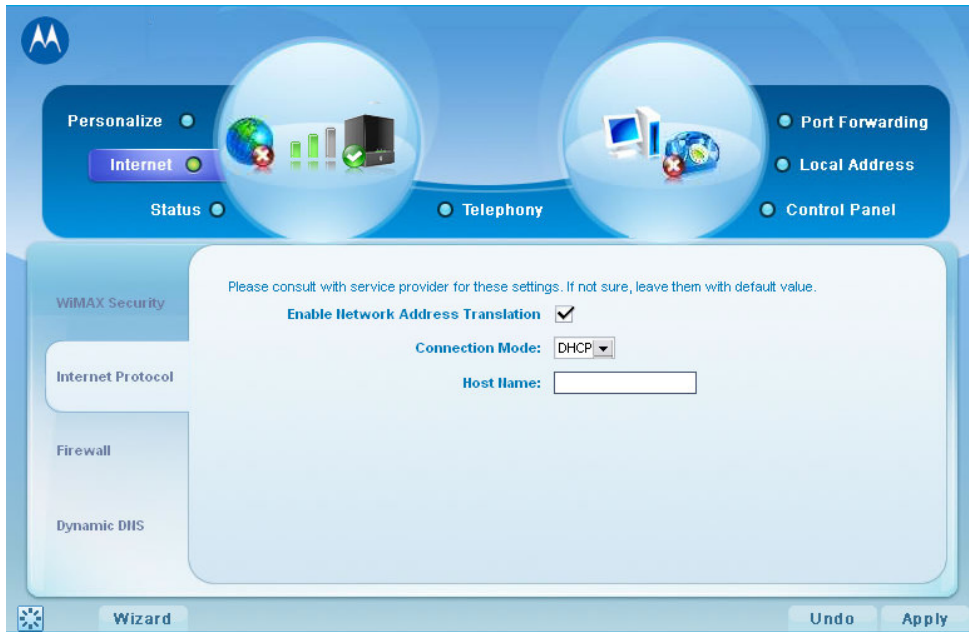 Personalize
Internet
Status
Telephony
Port Forwarding
Local Address
Control Panel
WiMAX Security
Internet Protocol
Firewall
Dynamic DNS
Please consult with service provider for these settings. If not sure, leave them with default value.
Enable Network Address Translation
Connection Mode: DHCP
Host Name:
Wizard
Undo
Apply